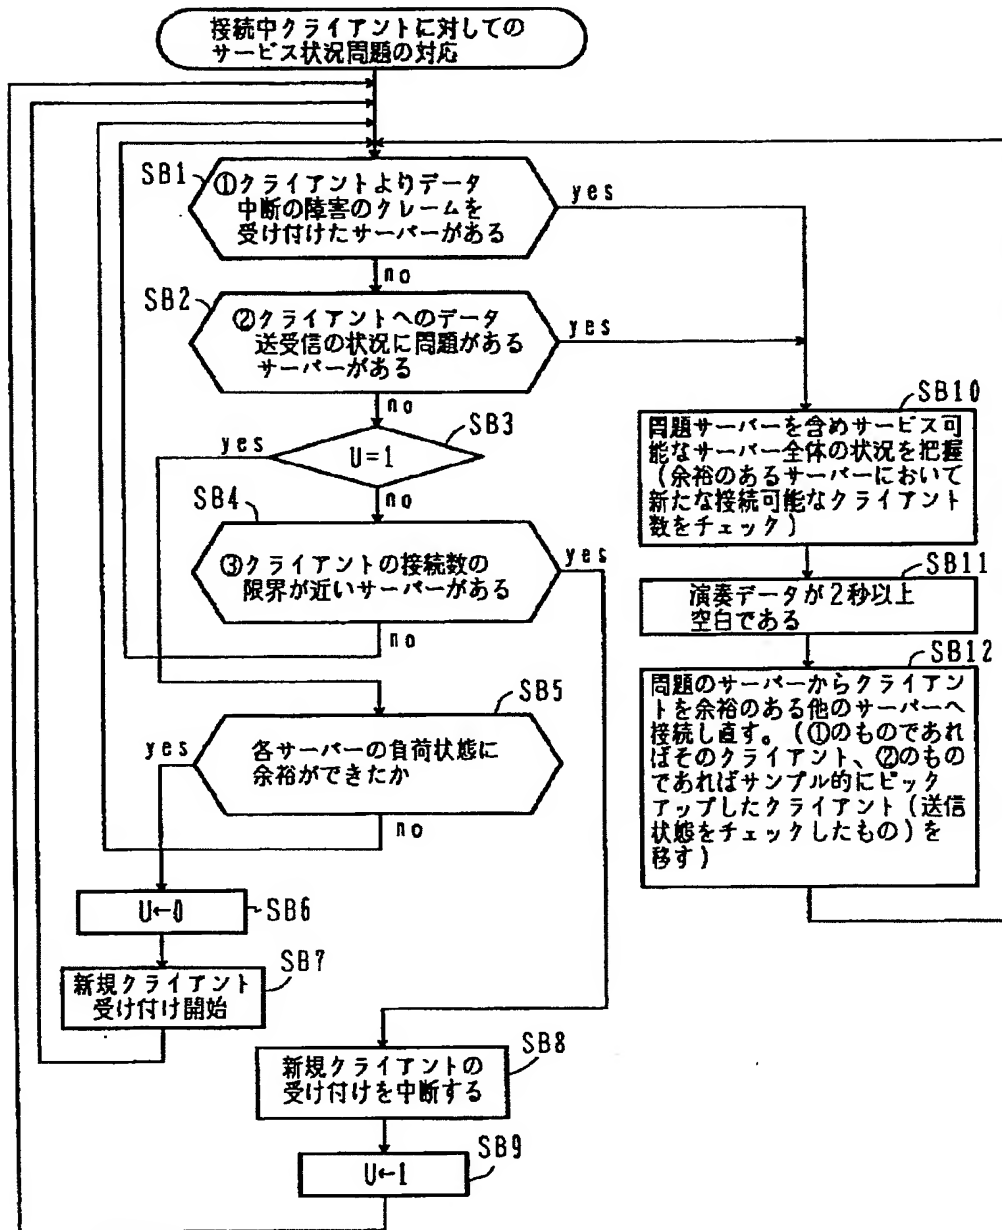 接続中クライアントに対しての
サービス状況問題の対応
SB1
①クライアントよりデータ
中断の障害のクレームを
受け付けたサーバーがある
yes
no
SB2
②クライアントへのデータ
送受信の状況に問題がある
サーバーがある
yes
no
SB3
U=1
yes
no
SB4
③クライアントの接続数の
限界が近いサーバーがある
yes
no
SB5
各サーバーの負荷状態に
余裕ができたか
yes
no
U←0
SB6
SB7
新規クライアント
受け付け開始
SB8
新規クライアントの
受け付けを中断する
SB9
U←1
SB10
問題サーバーを含めサービス可
能なサーバー全体の状況を把握
(余裕のあるサーバーにおいて
新たな接続可能なクライアント
数をチェック)
SB11
演奏データが2秒以上
空白である
SB12
問題のサーバーからクライアン
トを余裕のある他のサーバーへ
接続し直す。(①のものであれ
ばそのクライアント、②のもの
であればサンプル的にピック
アップしたクライアント(送信
状態をチェックしたもの)を
移す)